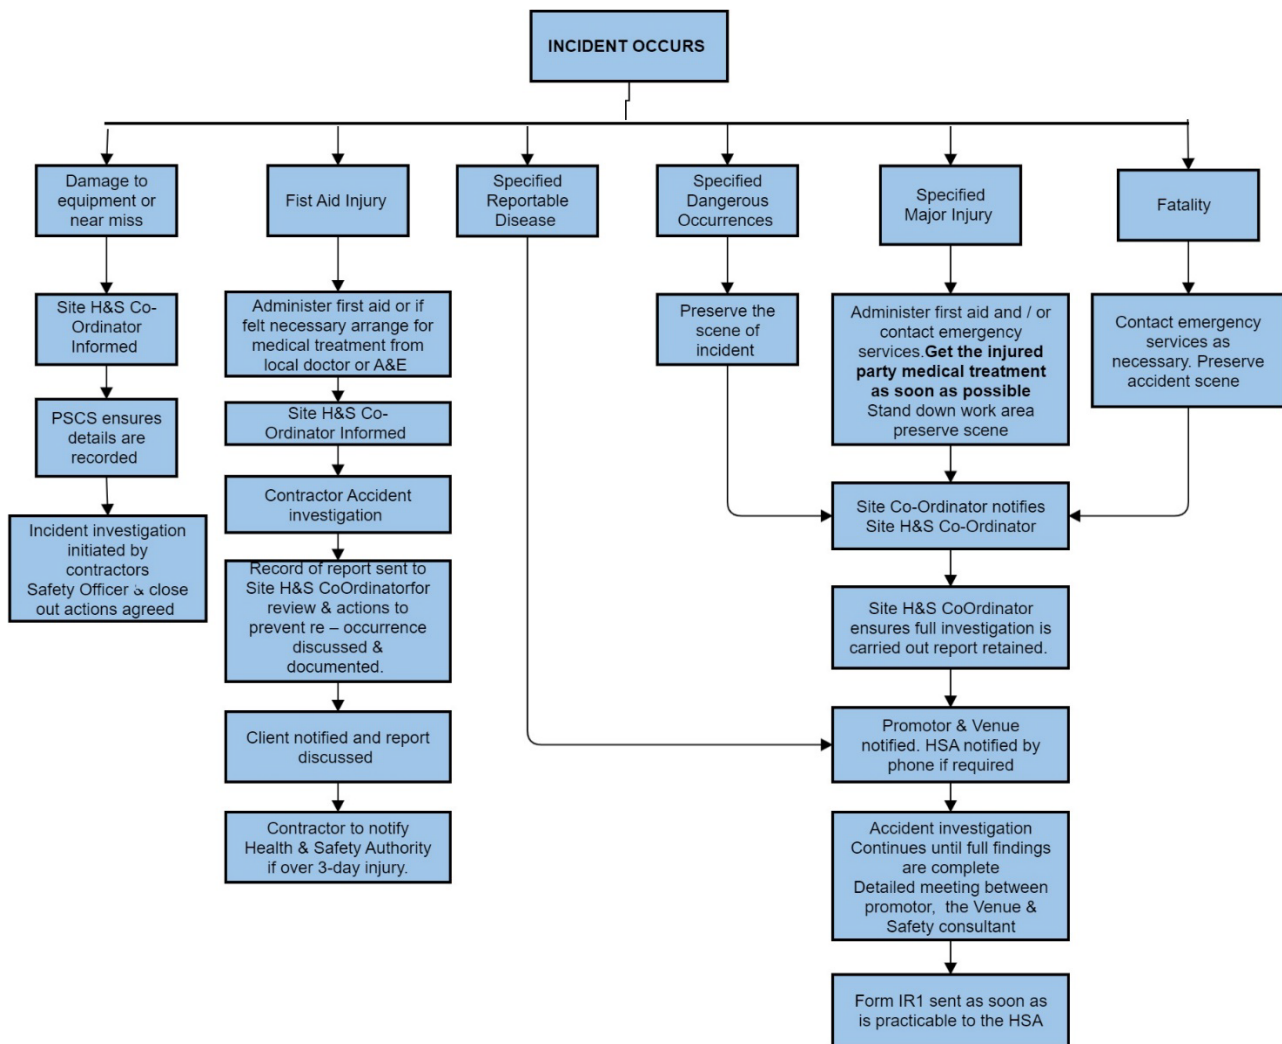 INCIDENT OCCURS
Damage to
equipment or
near miss
Fist Aid Injury
Specified
Reportable
Disease
Specified
Dangerous
Occurrences
Specified
Major Injury
Fatality
Site H&S Co-
Ordinator
Informed
Administer first aid or if
felt necessary arrange for
medical treatment from
local doctor or A&E
Preserve the
scene of
incident
Administer first aid and / or
contact emergency
services.Get the injured
party medical treatment
as soon as possible
Stand down work area
preserve scene
Contact emergency
services as
necessary. Preserve
accident scene
PSCS ensures
details are
recorded
Site H&S Co-
Ordinator Informed
Contractor Accident
investigation
Site Co-Ordinator notifies
Site H&S Co-Ordinator
Incident investigation
initiated by
contractors
Safety Officer & close
out actions agreed
Record of report sent to
Site H&S CoOrdinatorfor
review & actions to
prevent re – occurrence
discussed &
documented.
Site H&S CoOrdinator
ensures full investigation is
carried out report retained.
Client notified and report
discussed
Promotor & Venue
notified. HSA notified by
phone if required
Contractor to notify
Health & Safety Authority
if over 3-day injury.
Accident investigation
Continues until full findings
are complete
Detailed meeting between
promotor, the Venue &
Safety consultant
Form IR1 sent as soon as
is practicable to the HSA